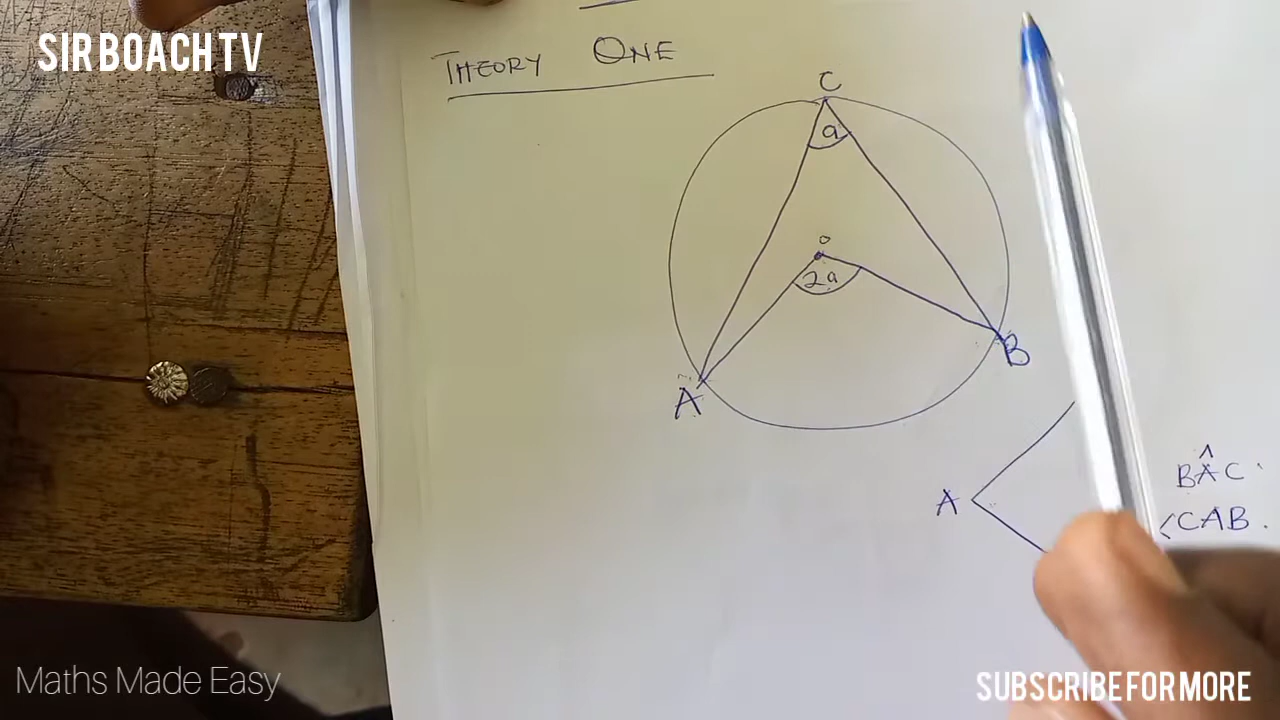 SIR BOACH TV
THEORY ONE
C
a
o
2a
B
A
BÂC
A
<CAB.
Maths Made Easy
SUBSCRIBE FOR MORE